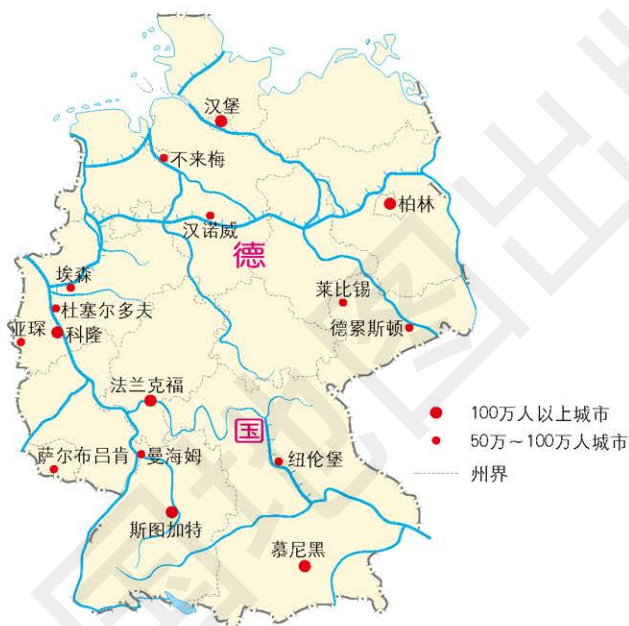 汉堡
不来梅
柏林
汉诺威
德
埃森
莱比锡
杜塞尔多夫
亚琛
科隆
德累斯顿
法兰克福
100万人以上城市
国
50万～100万人城市
萨尔布吕肯
曼海姆
纽伦堡
州界
斯图加特
慕尼黑